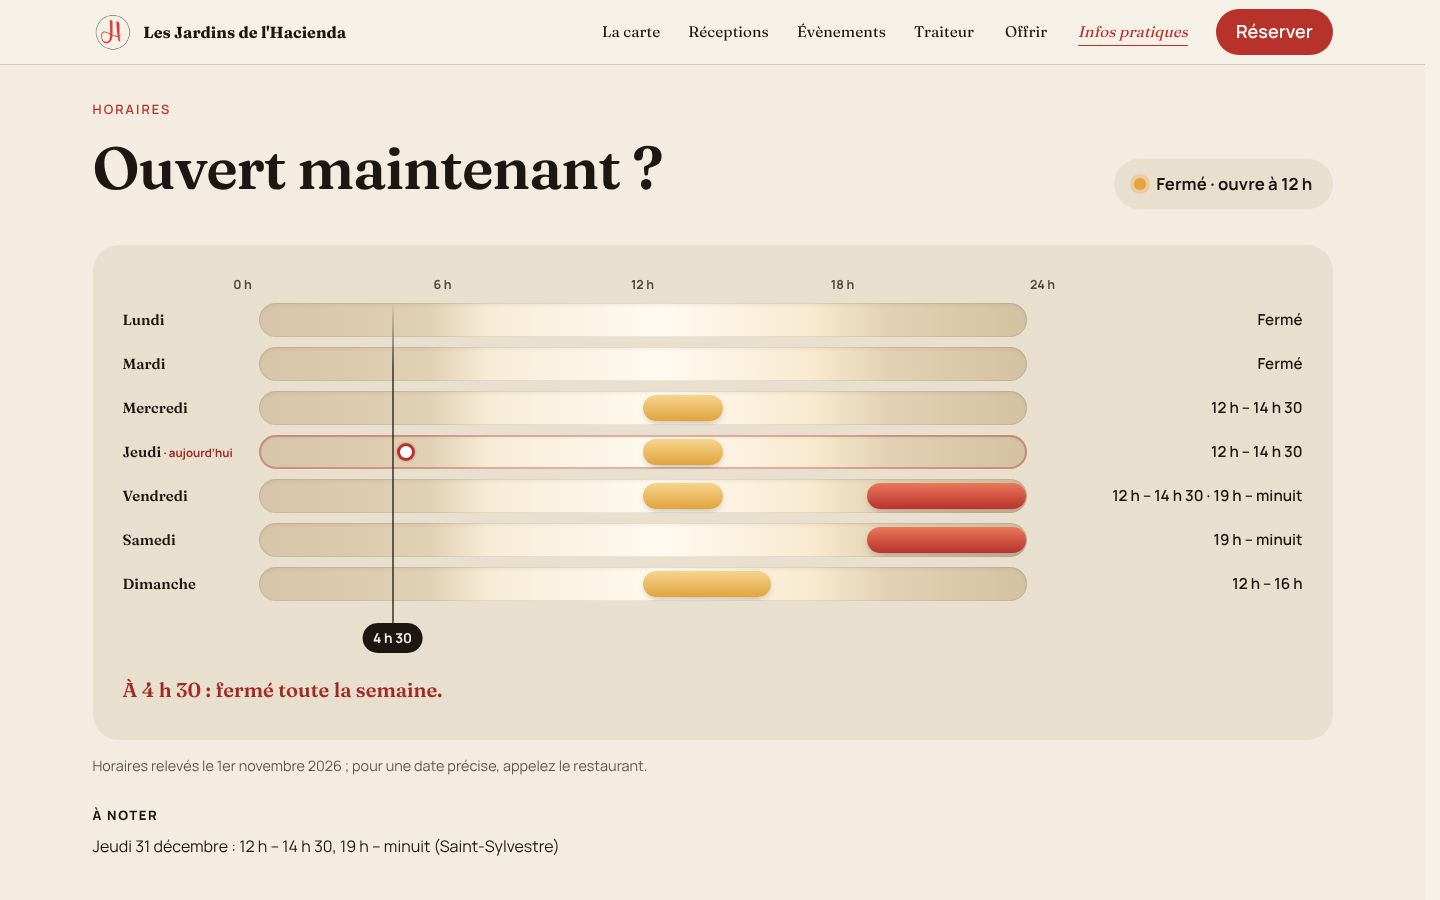 Les Jardins de l'Hacienda
La carte Réceptions Évènements Traiteur Offrir Infos pratiques Réserver
HORAIRES
Ouvert maintenant ?
Fermé · ouvre à 12 h
0 h 6 h 12 h 18 h 24 h
Lundi Fermé
Mardi Fermé
Mercredi 12 h – 14 h 30
Jeudi · aujourd'hui 12 h – 14 h 30
Vendredi 12 h – 14 h 30 · 19 h – minuit
Samedi 19 h – minuit
Dimanche 12 h – 16 h
4 h 30
À 4 h 30 : fermé toute la semaine.
Horaires relevés le 1er novembre 2026 ; pour une date précise, appelez le restaurant.
À NOTER
Jeudi 31 décembre : 12 h – 14 h 30, 19 h – minuit (Saint-Sylvestre)